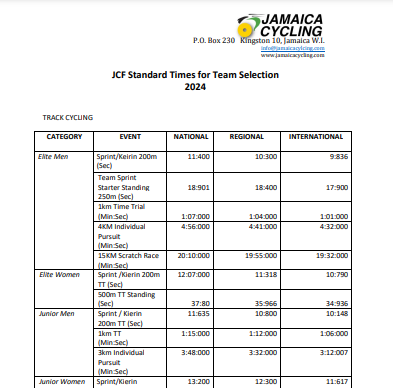 JAMAICA
CYCLING
P.O. Box 230 Kingston 10, Jamaica W.I.
info@jamaicacycling.com
www.jamaicacycling.com
JCF Standard Times for Team Selection
2024
TRACK CYCLING
CATEGORY EVENT NATIONAL REGIONAL INTERNATIONAL
Elite Men Sprint/Keirin 200m 11:400 10:300 9:836
(Sec)
Team Sprint
Starter Standing 18:901 18:400 17:900
250m (Sec)
1km Time Trial
(Min:Sec) 1:07:000 1:04:000 1:01:000
4KM Individual 4:56:000 4:41:000 4:32:000
Pursuit
(Min:Sec)
15KM Scratch Race 20:10:000 19:55:000 19:32:000
(Min:Sec)
Elite Women Sprint /Keirin 200m 12:07:000 11:318 10:790
TT (Sec)
500m TT Standing
(Sec) 37:80 35:966 34:936
Junior Men Sprint / Kierin 11:635 10:800 10:148
200m TT (Sec)
1km TT 1:15:000 1:12:000 1:06:000
(Min:Sec)
3km Individual 3:48:000 3:32:000 3:12:007
Pursuit
(Min:Sec)
Junior Women Sprint/Kierin 13:200 12:300 11:617